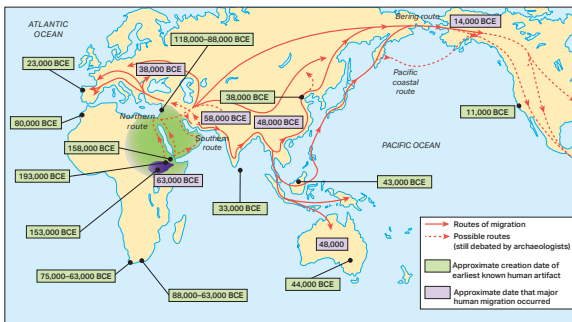 ATLANTIC
OCEAN
118,000–88,000 BCE
Bering route
14,000 BCE
23,000 BCE
38,000 BCE
Pacific
coastal
route
38,000 BCE
80,000 BCE
Northern
route
58,000 BCE
48,000 BCE
11,000 BCE
Southern
route
158,000 BCE
PACIFIC OCEAN
193,000 BCE
63,000 BCE
43,000 BCE
33,000 BCE
153,000 BCE
48,000
44,000 BCE
75,000–63,000 BCE
88,000–63,000 BCE
Routes of migration
Possible routes
(still debated by
archaeologists)
Approximate creation date of
earliest known human artifact
Approximate date that major
human migration occurred